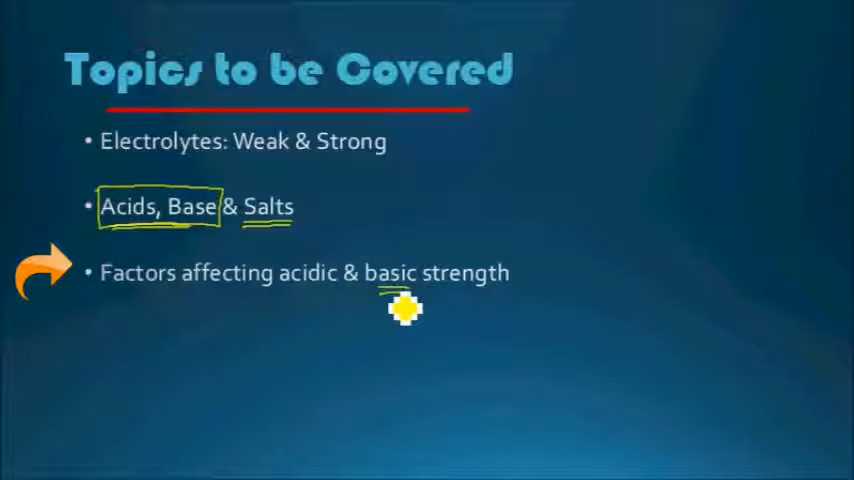 Topics to be Covered
• Electrolytes: Weak & Strong
• Acids, Base & Salts
• Factors affecting acidic & basic strength